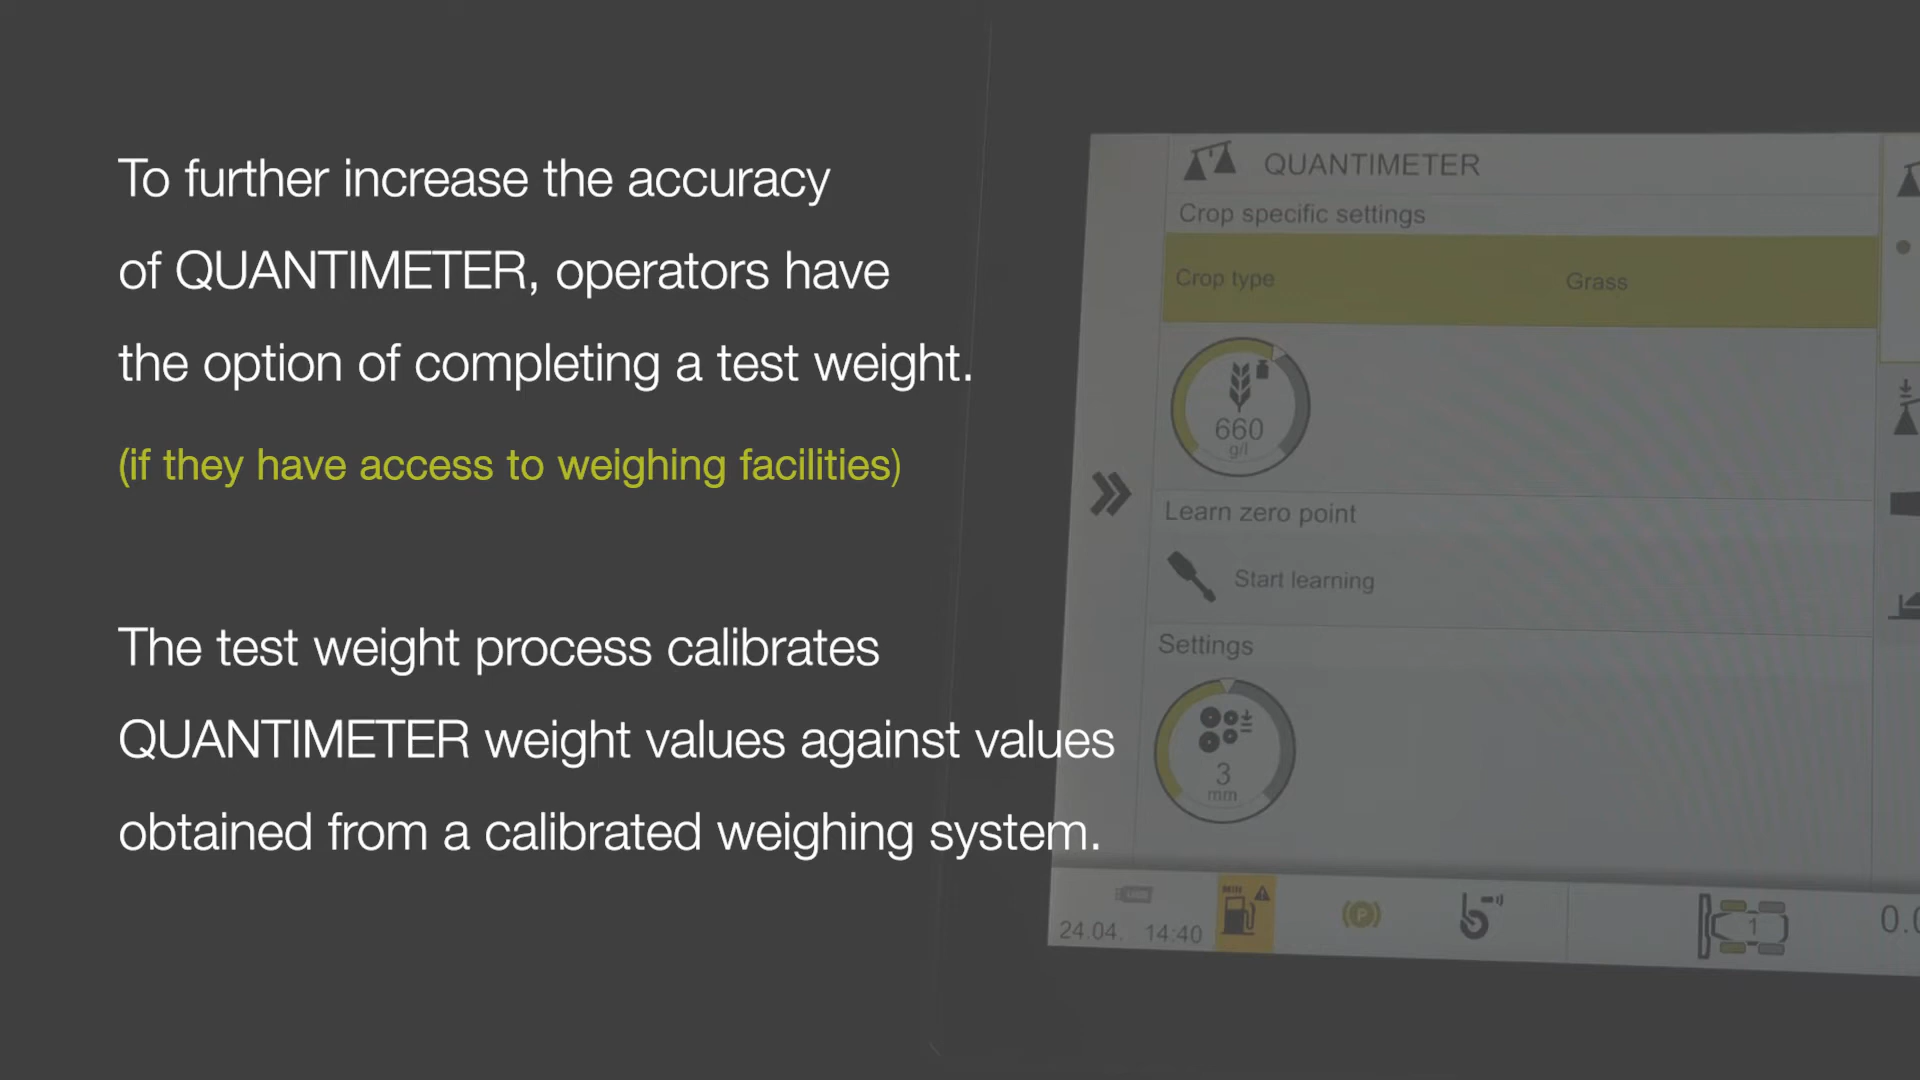 To further increase the accuracy
of QUANTIMETER, operators have
the option of completing a test weight.
(if they have access to weighing facilities)
The test weight process calibrates
QUANTIMETER weight values against values
obtained from a calibrated weighing system.
QUANTIMETER
Crop specific settings
Crop type Grass
660
g/l
Learn zero point
Start learning
Settings
3
mm
24.04. 14:40
MIN
P
1